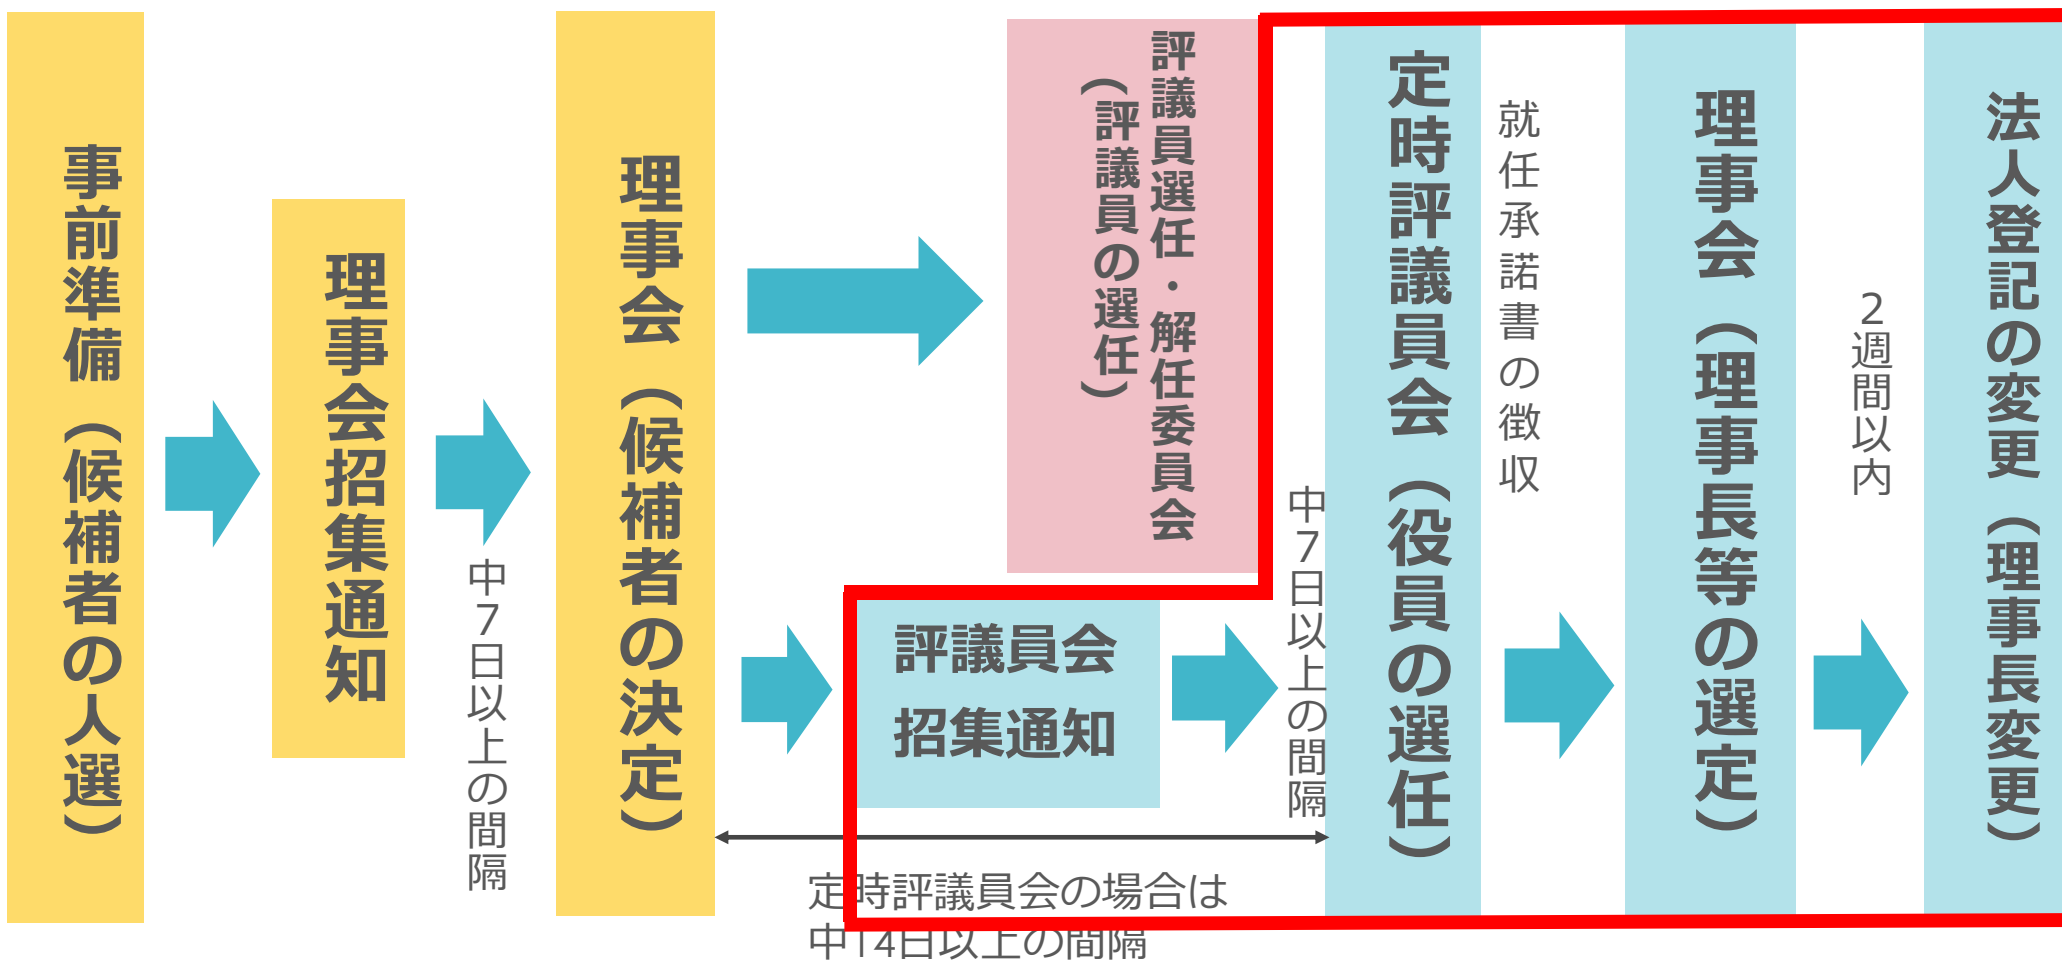 事前準備（候補者の人選）
理事会招集通知
中7日以上の間隔
理事会（候補者の決定）
評議員選任・解任委員会
（評議員の選任）
評議員会
招集通知
中7日以上の間隔
定時評議員会の場合は
中14日以上の間隔
定時評議員会（役員の選任）
就任承諾書の徴収
理事会（理事長等の選定）
2週間以内
法人登記の変更（理事長変更）